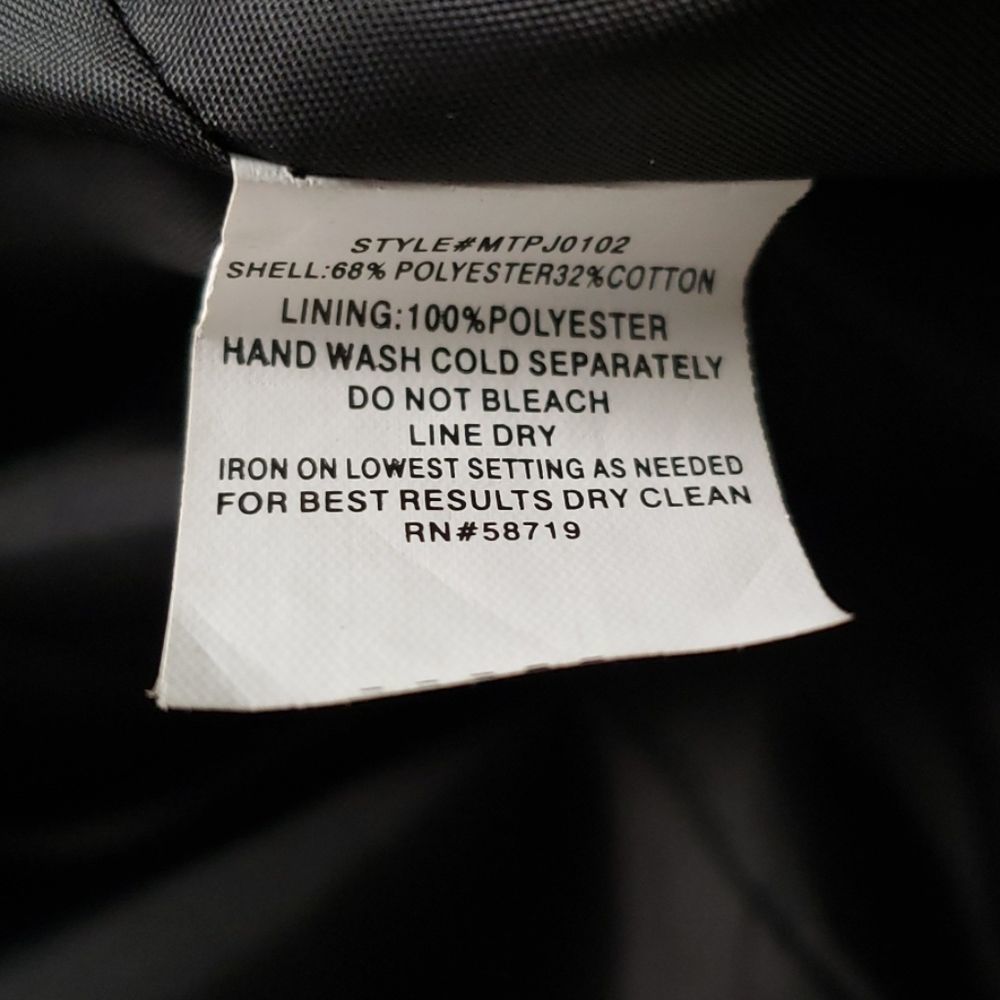 STYLE#MTPJ0102
SHELL:68% POLYESTER32%COTTON
LINING:100%POLYESTER
HAND WASH COLD SEPARATELY
DO NOT BLEACH
LINE DRY
IRON ON LOWEST SETTING AS NEEDED
FOR BEST RESULTS DRY CLEAN
RN#58719